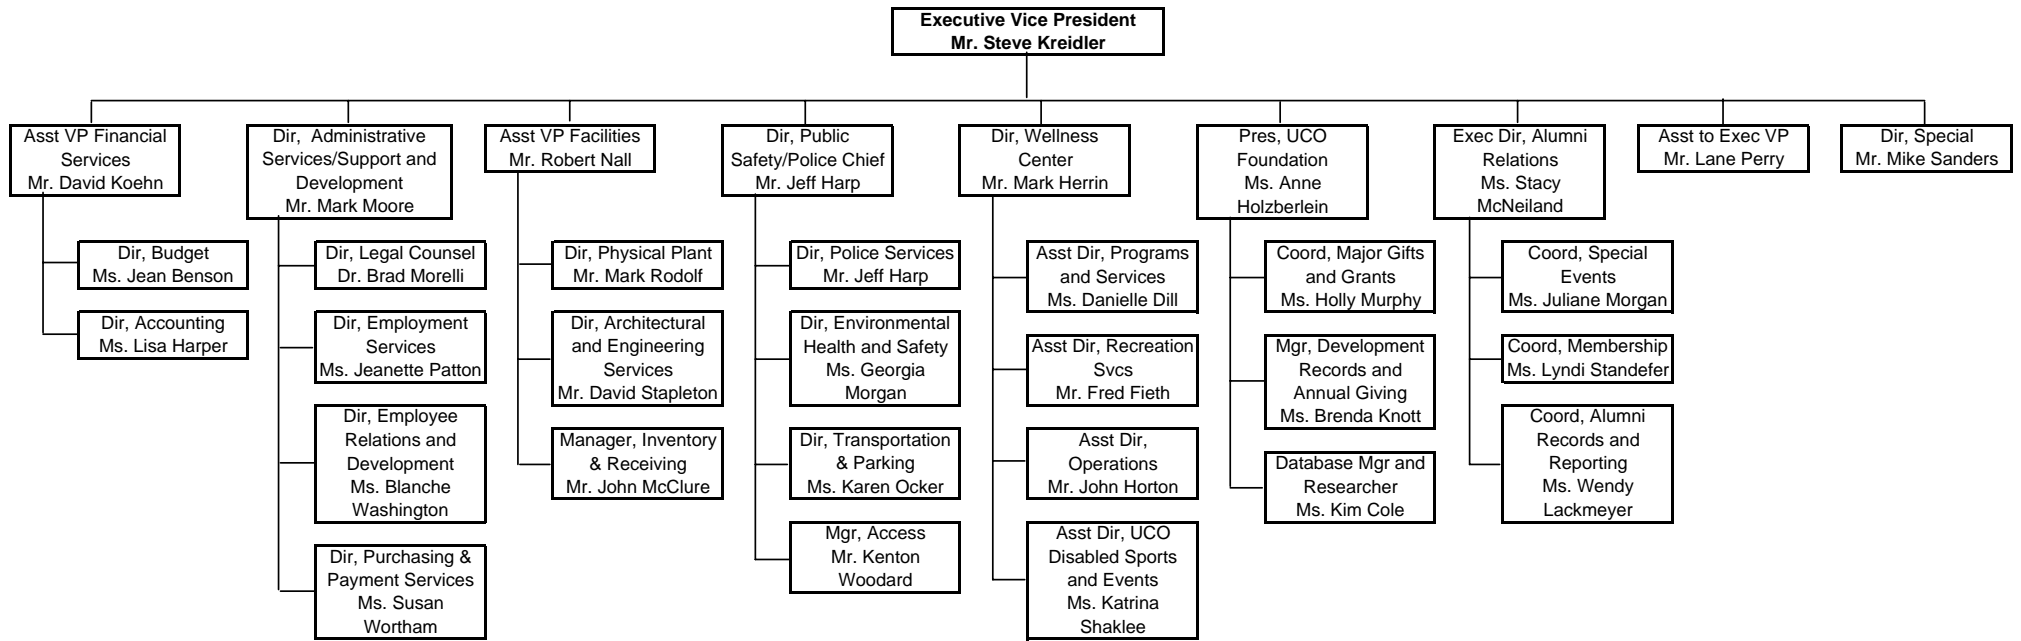 Executive Vice President
Mr. Steve Kreidler
Asst VP Financial
Services
Mr. David Koehn
Dir, Budget
Ms. Jean Benson
Dir, Accounting
Ms. Lisa Harper
Dir, Administrative
Services/Support and
Development
Mr. Mark Moore
Dir, Legal Counsel
Dr. Brad Morelli
Dir, Employment
Services
Ms. Jeanette Patton
Dir, Employee
Relations and
Development
Ms. Blanche
Washington
Dir, Purchasing &
Payment Services
Ms. Susan
Wortham
Asst VP Facilities
Mr. Robert Nall
Dir, Physical Plant
Mr. Mark Rodolf
Dir, Architectural
and Engineering
Services
Mr. David Stapleton
Manager, Inventory
& Receiving
Mr. John McClure
Dir, Public
Safety/Police Chief
Mr. Jeff Harp
Dir, Police Services
Mr. Jeff Harp
Dir, Environmental
Health and Safety
Ms. Georgia
Morgan
Dir, Transportation
& Parking
Ms. Karen Ocker
Mgr, Access
Mr. Kenton
Woodard
Dir, Wellness
Center
Mr. Mark Herrin
Asst Dir, Programs
and Services
Ms. Danielle Dill
Asst Dir, Recreation
Svcs
Mr. Fred Fieth
Asst Dir,
Operations
Mr. John Horton
Asst Dir, UCO
Disabled Sports
and Events
Ms. Katrina
Shaklee
Pres, UCO
Foundation
Ms. Anne
Holzberlein
Coord, Major Gifts
and Grants
Ms. Holly Murphy
Mgr, Development
Records and
Annual Giving
Ms. Brenda Knott
Database Mgr and
Researcher
Ms. Kim Cole
Exec Dir, Alumni
Relations
Ms. Stacy
McNeiland
Coord, Special
Events
Ms. Juliane Morgan
Coord, Membership
Ms. Lyndi Standefer
Coord, Alumni
Records and
Reporting
Ms. Wendy
Lackmeyer
Asst to Exec VP
Mr. Lane Perry
Dir, Special
Mr. Mike Sanders